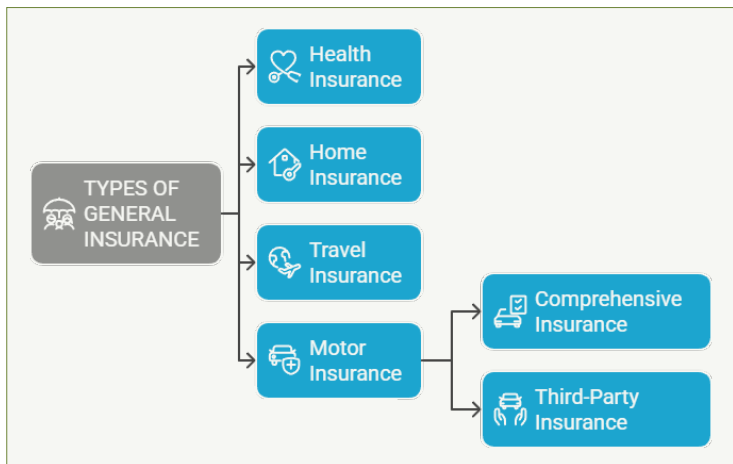 Health
Insurance
Home
Insurance
TYPES OF
GENERAL
INSURANCE
Travel
Insurance
Motor
Insurance
Comprehensive
Insurance
Third-Party
Insurance